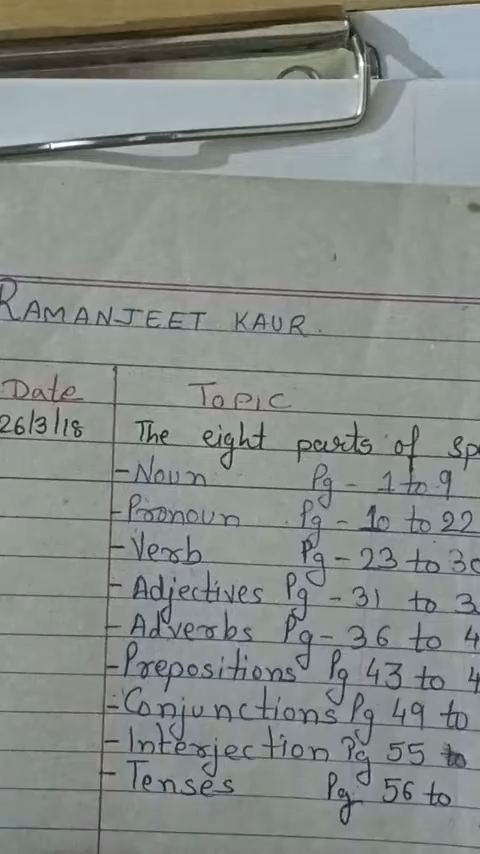 RAMANJEET KAUR.
Date Topic
26/3/18 The eight parts of
- Noun Pg - 1 to 9
- Pronoun Pg - 10 to 22
- Verb Pg - 23 to
- Adjectives Pg - 31 to
- Adverbs Pg - 36 to
- Prepositions Pg 43 to
- Conjunctions Pg 49 to
- Interjection Pg 55 to
- Tenses Pg 56 to